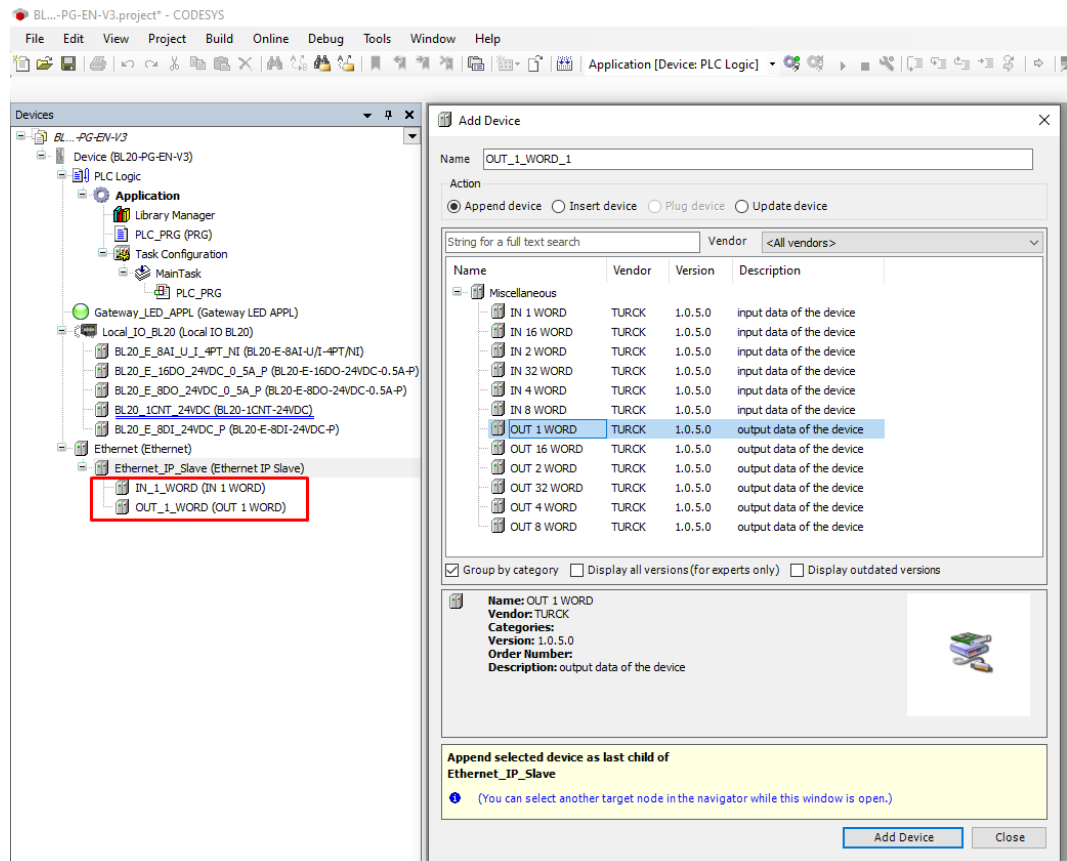 BL...-PG-EN-V3.project* - CODESYS
File Edit View Project Build Online Debug Tools Window Help
Application [Device: PLC Logic]
Devices
BL...-PG-EN-V3
Device (BL20-PG-EN-V3)
PLC Logic
Application
Library Manager
PLC_PRG (PRG)
Task Configuration
MainTask
PLC_PRG
Gateway_LED_APPL (Gateway LED APPL)
Local_IO_BL20 (Local IO BL20)
BL20_E_8AI_U_I_4PT_NI (BL20-E-8AI-U/I-4PT/NI)
BL20_E_16DO_24VDC_0_5A_P (BL20-E-16DO-24VDC-0.5A-P)
BL20_E_8DO_24VDC_0_5A_P (BL20-E-8DO-24VDC-0.5A-P)
BL20_1CNT_24VDC (BL20-1CNT-24VDC)
BL20_E_8DI_24VDC_P (BL20-E-8DI-24VDC-P)
Ethernet (Ethernet)
Ethernet_IP_Slave (Ethernet IP Slave)
IN_1_WORD (IN 1 WORD)
OUT_1_WORD (OUT 1 WORD)
Add Device
Name OUT_1_WORD_1
Action
Append device Insert device Plug device Update device
String for a full text search Vendor <All vendors>
Name Vendor Version Description
Miscellaneous
IN 1 WORD TURCK 1.0.5.0 input data of the device
IN 16 WORD TURCK 1.0.5.0 input data of the device
IN 2 WORD TURCK 1.0.5.0 input data of the device
IN 32 WORD TURCK 1.0.5.0 input data of the device
IN 4 WORD TURCK 1.0.5.0 input data of the device
IN 8 WORD TURCK 1.0.5.0 input data of the device
OUT 1 WORD TURCK 1.0.5.0 output data of the device
OUT 16 WORD TURCK 1.0.5.0 output data of the device
OUT 2 WORD TURCK 1.0.5.0 output data of the device
OUT 32 WORD TURCK 1.0.5.0 output data of the device
OUT 4 WORD TURCK 1.0.5.0 output data of the device
OUT 8 WORD TURCK 1.0.5.0 output data of the device
Group by category Display all versions (for experts only) Display outdated versions
Name: OUT 1 WORD
Vendor: TURCK
Categories:
Version: 1.0.5.0
Order Number:
Description: output data of the device
Append selected device as last child of
Ethernet_IP_Slave
(You can select another target node in the navigator while this window is open.)
Add Device Close